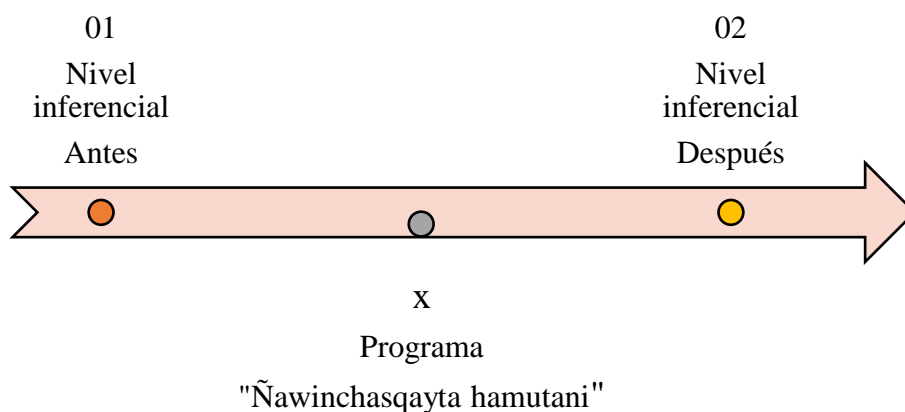 01
Nivel
inferencial
Antes
02
Nivel
inferencial
Después
x
Programa
"Ñawinchasqayta hamutani"